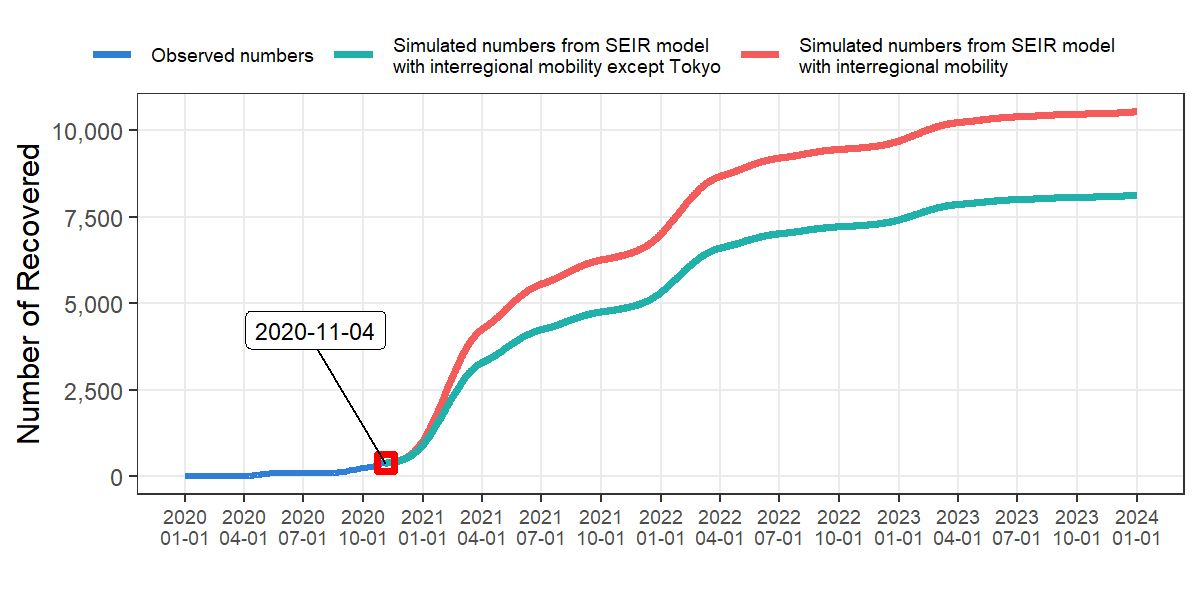 Observed numbers
Simulated numbers from SEIR model
with interregional mobility except Tokyo
Simulated numbers from SEIR model
with interregional mobility
Number of Recovered
10,000
7,500
5,000
2,500
0
2020-11-04
2020 2020 2020 2020 2021 2021 2021 2021 2022 2022 2022 2022 2023 2023 2023 2023 2024
01-01 04-01 07-01 10-01 01-01 04-01 07-01 10-01 01-01 04-01 07-01 10-01 01-01 04-01 07-01 10-01 01-01